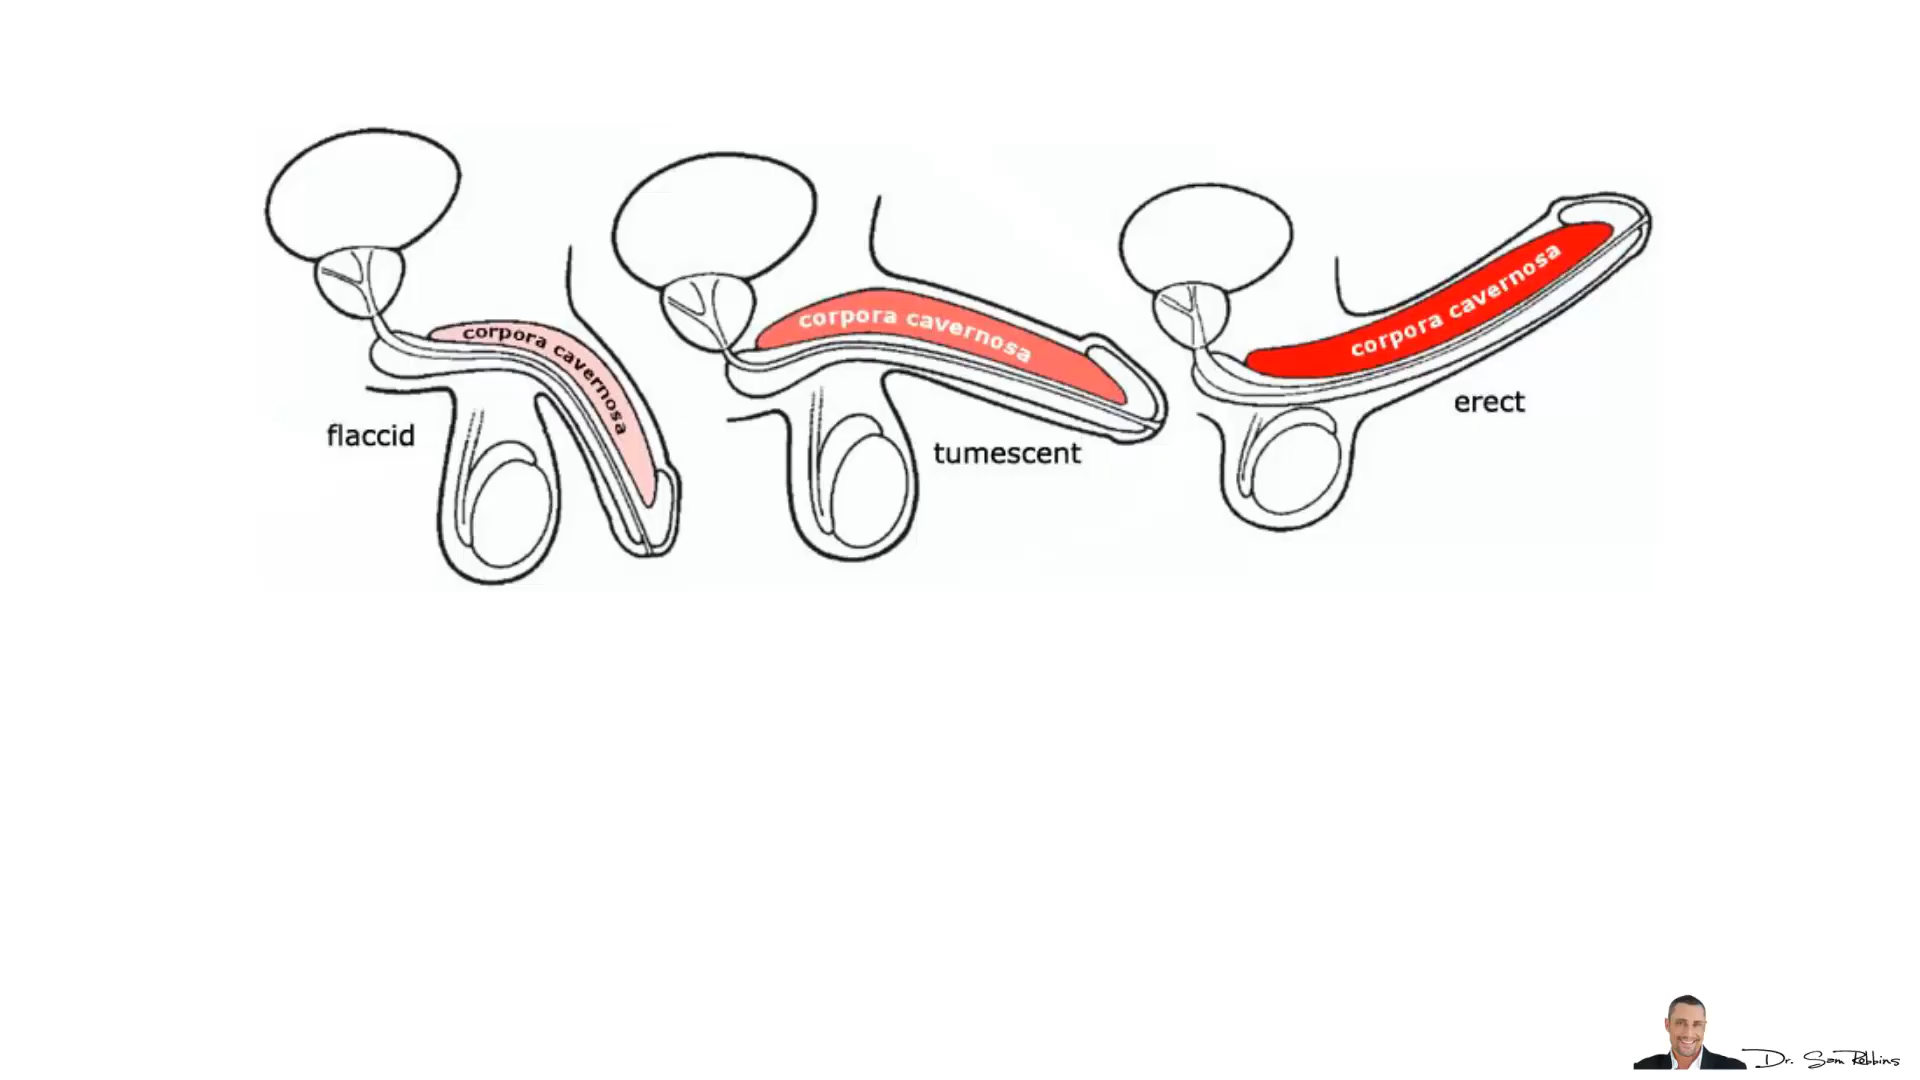 corpora cavernosa
flaccid
corpora cavernosa
tumescent
corpora cavernosa
erect
Dr. Sam Robbins